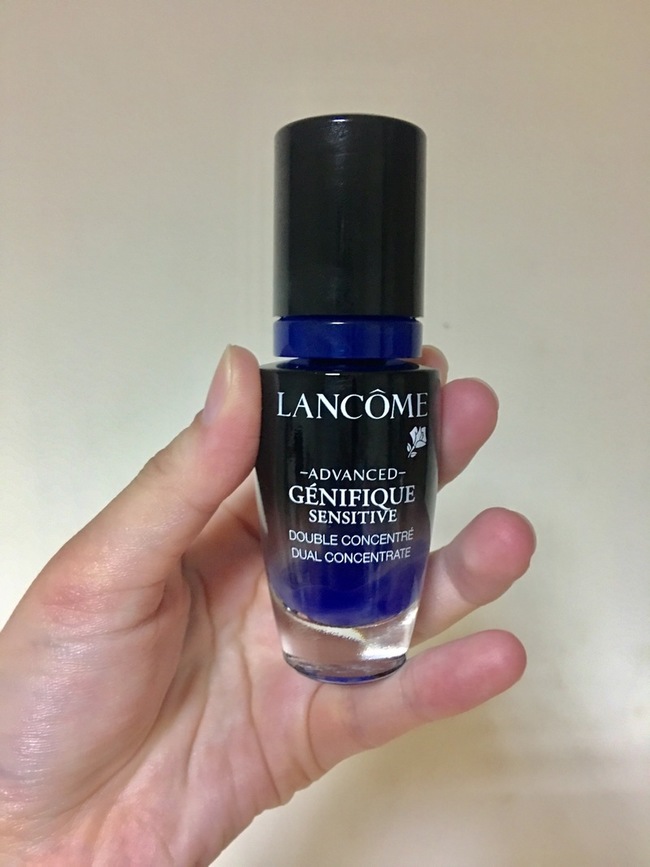 LANCÔME
-ADVANCED-
GÉNIFIQUE
SENSITIVE
DOUBLE CONCENTRÉ
DUAL CONCENTRATE